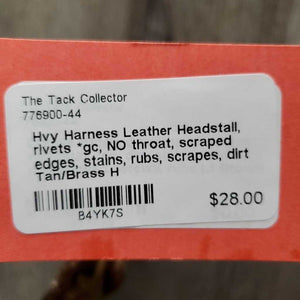 The Tack Collector
776900-44
Hvy Harness Leather Headstall,
rivets *gc, NO throat, scraped
edges, stains, rubs, scrapes, dirt
Tan/Brass H
B4YK7S
$28.00